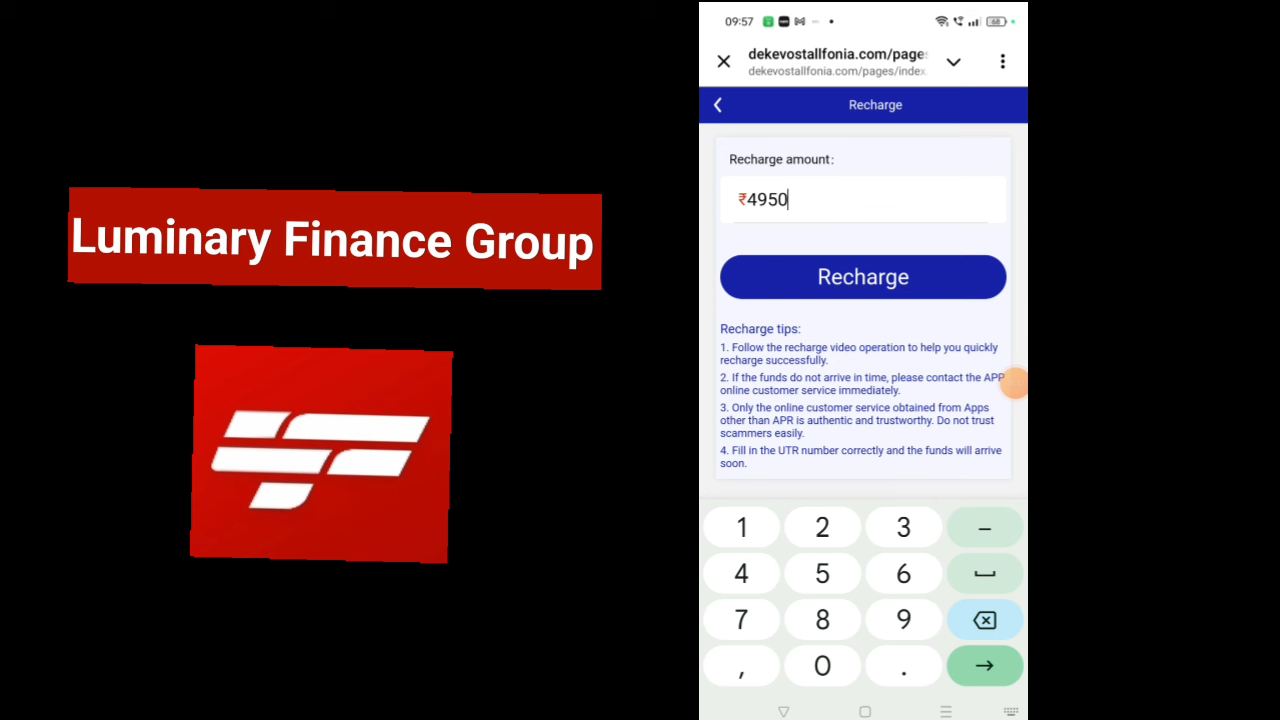 Luminary Finance Group
09:57
68
dekevostallfonia.com/page
dekevostallfonia.com/pages/index.
Recharge
Recharge amount:
₹4950
Recharge
Recharge tips:
1. Follow the recharge video operation to help you quickly
recharge successfully.
2. If the funds do not arrive in time, please contact the APP
online customer service immediately.
3. Only the online customer service obtained from Apps
other than APR is authentic and trustworthy. Do not trust
scammers easily.
4. Fill in the UTR number correctly and the funds will arrive
soon.
1 2 3 –
4 5 6
7 8 9
, 0 .